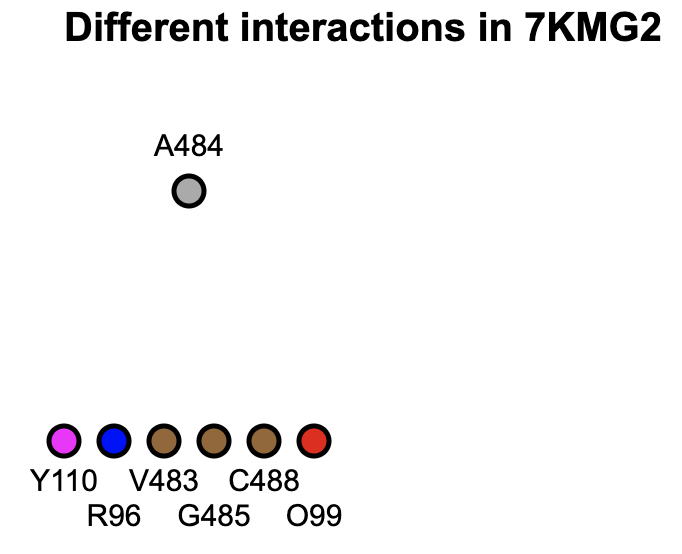 Different interactions in 7KMG2
A484
Y110 V483 C488
R96 G485 O99